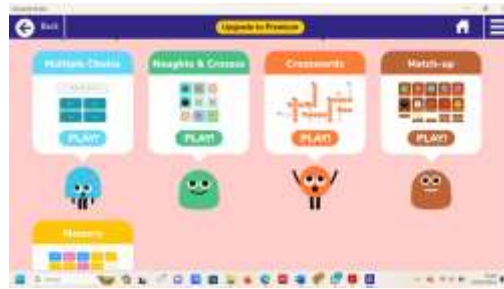 Back
Upgrade to Premium
Multiple Choice
Noughts & Crosses
Crosswords
Match-up
PLAY!
PLAY!
PLAY!
PLAY!
Memory